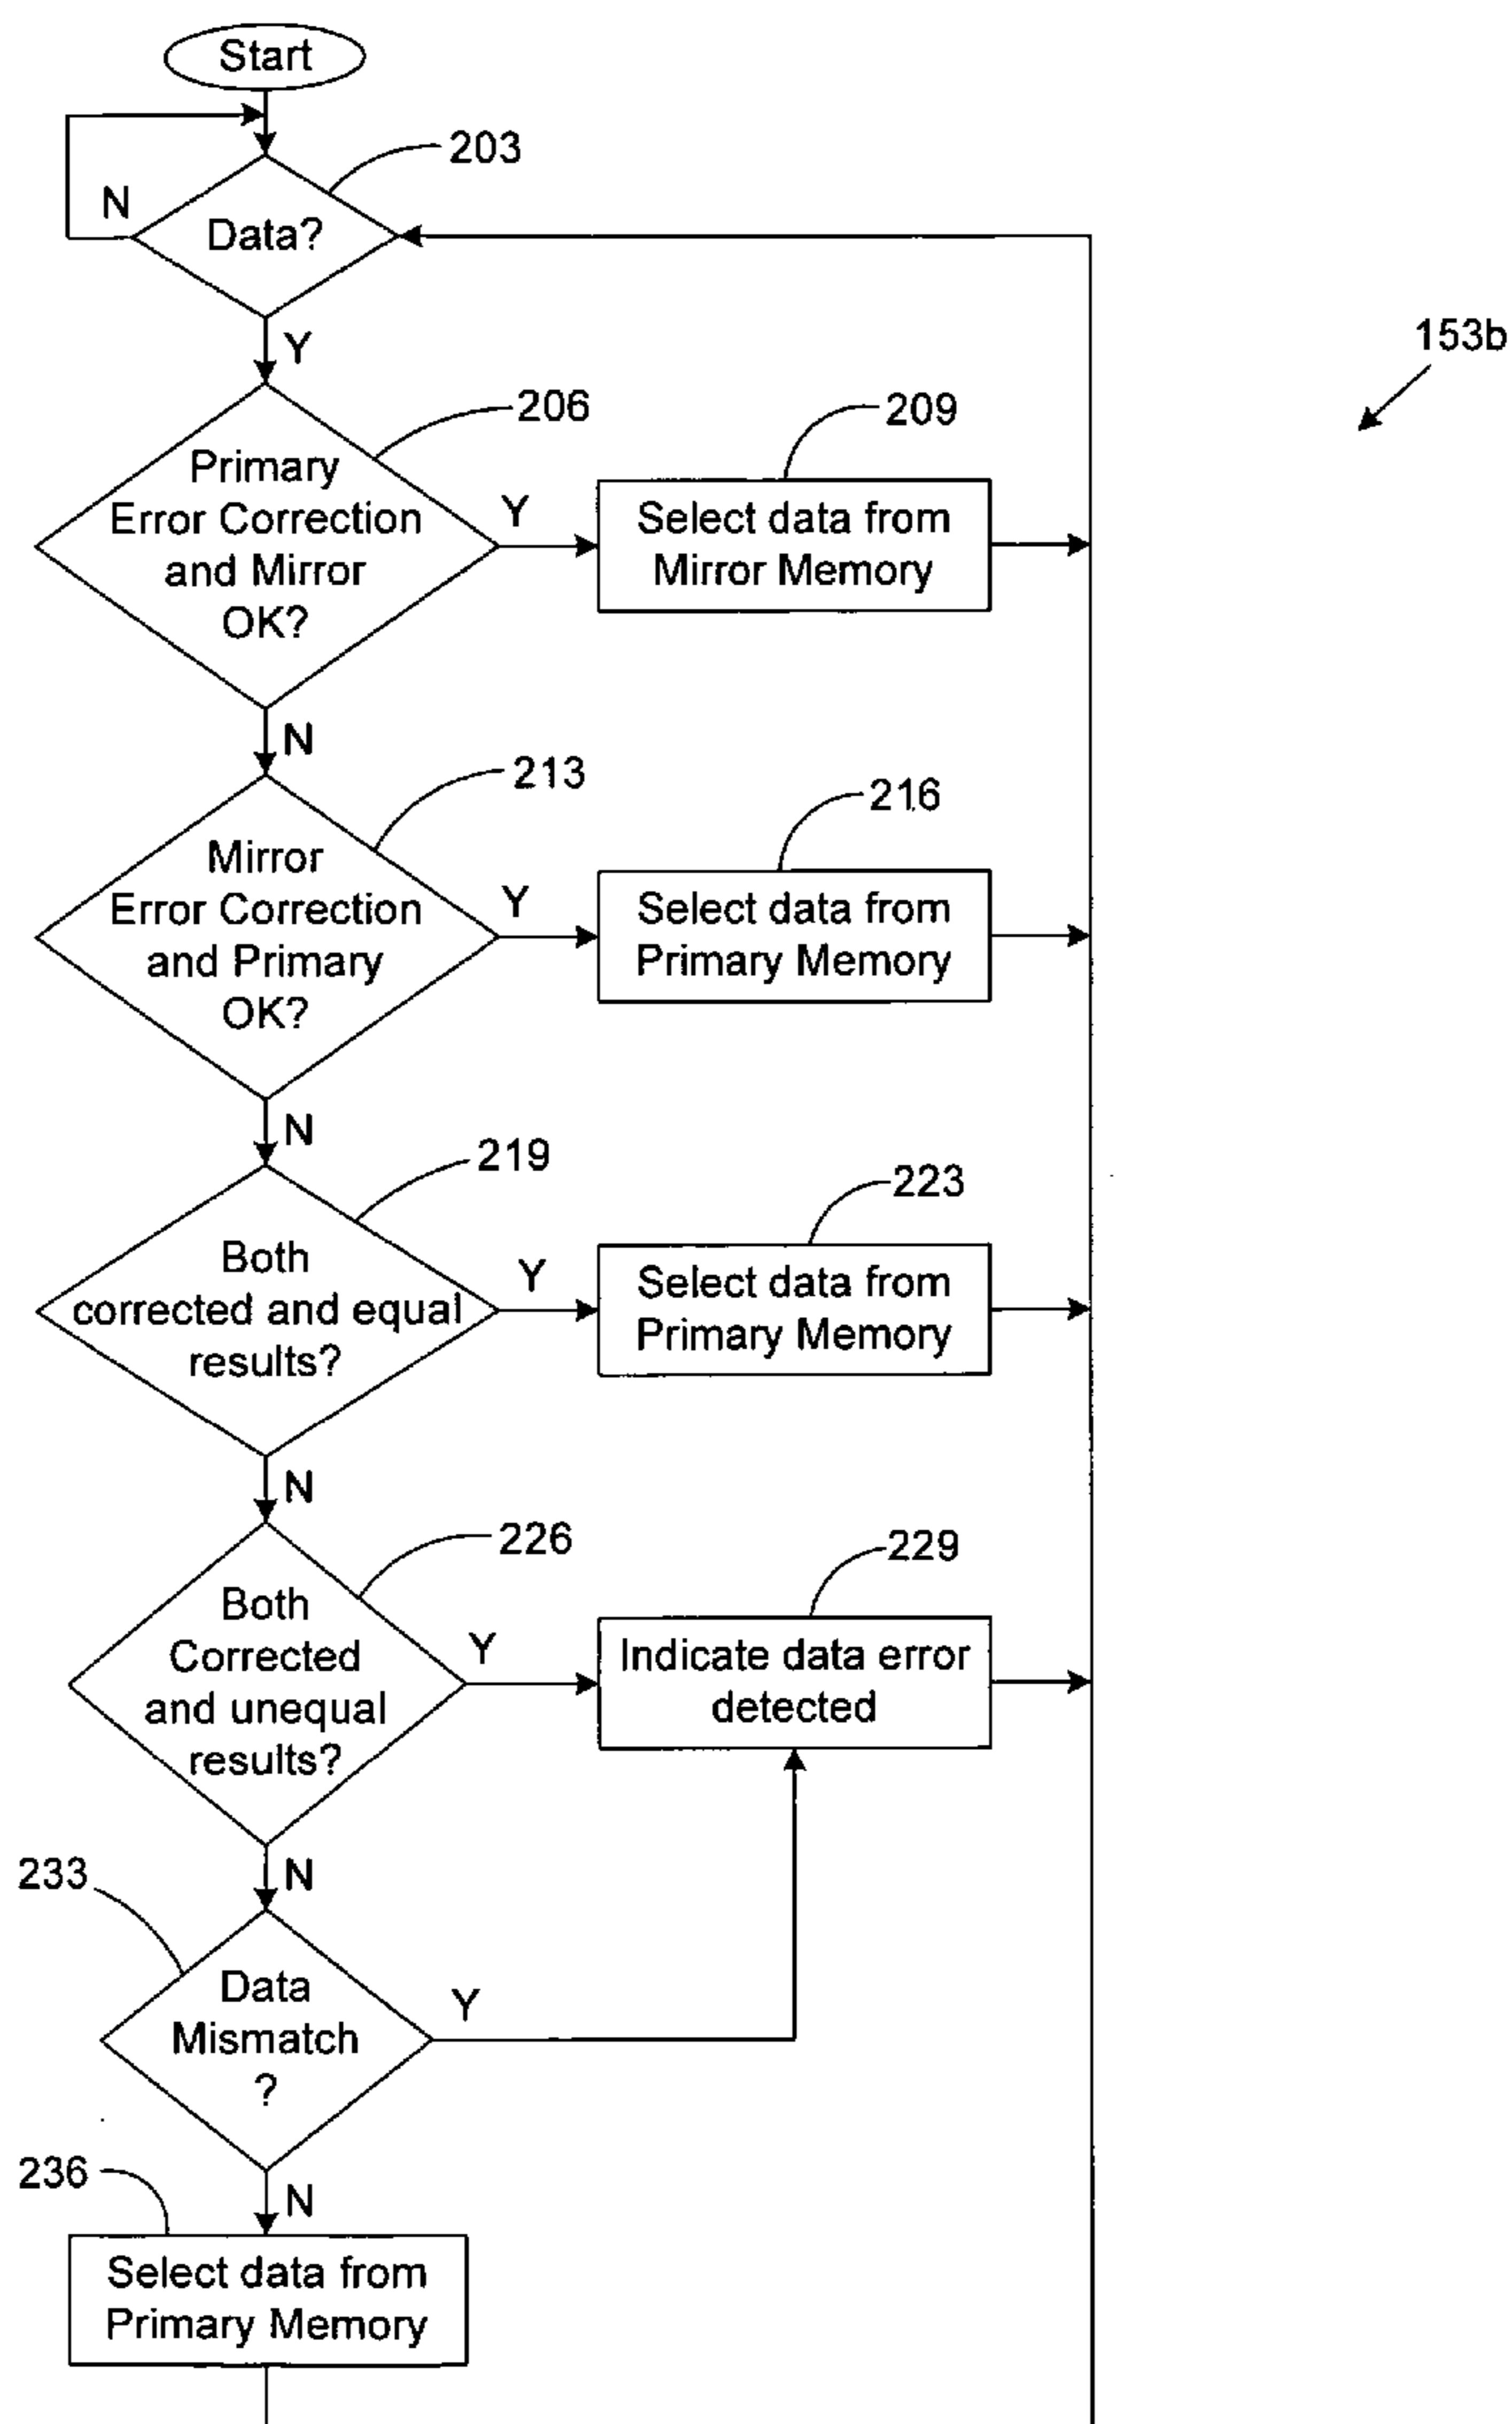 Start
203
N
Data?
153b
Y
206
209
Primary
Error Correction
and Mirror
OK?
Y
Select data from
Mirror Memory
N
213
216
Mirror
Error Correction
and Primary
OK?
Y
Select data from
Primary Memory
N
219
223
Both
corrected and equal
results?
Y
Select data from
Primary Memory
N
226
229
Both
Corrected
and unequal
results?
Y
Indicate data error
detected
N
233
Data
Mismatch
?
Y
236
N
Select data from
Primary Memory